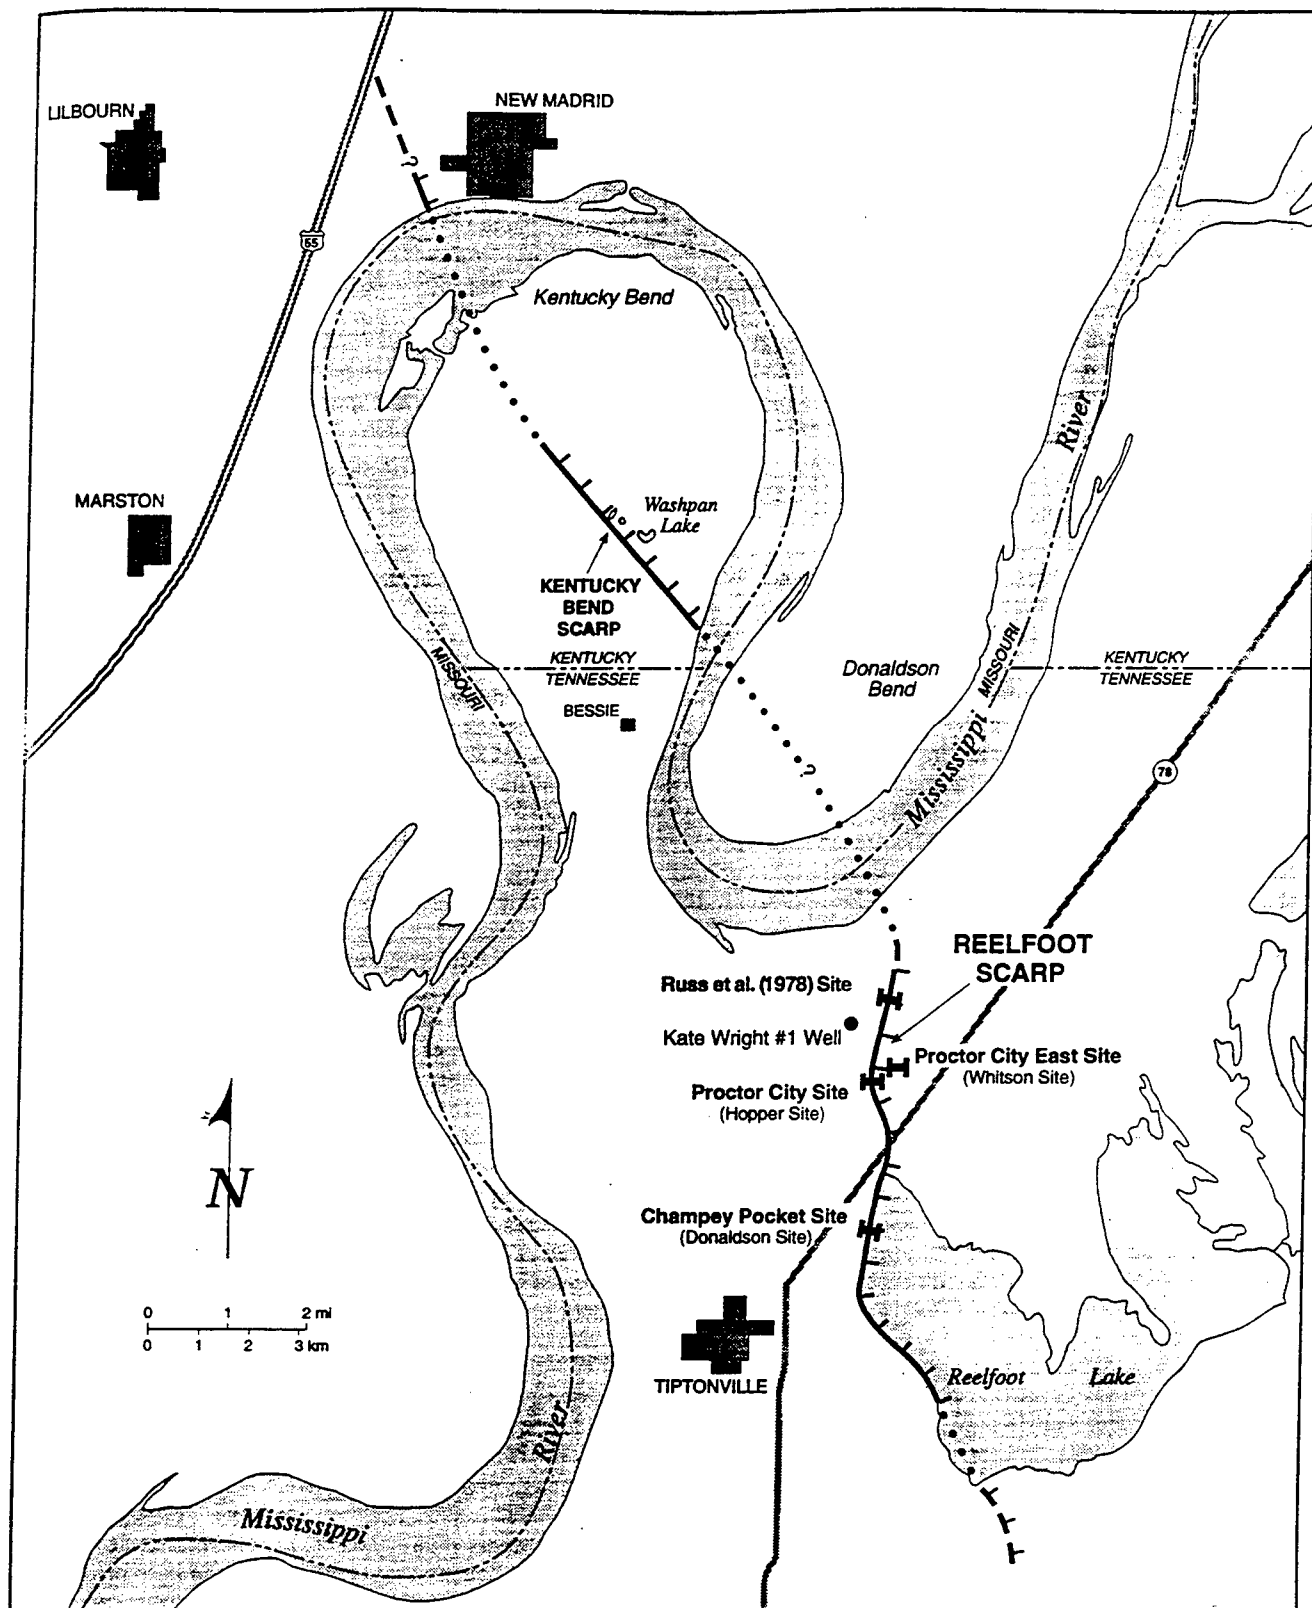 LILBOURN
NEW MADRID
?
55
Kentucky Bend
River
MARSTON
Washpan
Lake
KENTUCKY
BEND
SCARP
MISSOURI
KENTUCKY
TENNESSEE
BESSIE
Donaldson
Bend
MISSOURI
KENTUCKY
TENNESSEE
Mississippi
?
78
REELFOOT
SCARP
Russ et al. (1978) Site
Kate Wright #1 Well
Proctor City East Site
(Whitson Site)
Proctor City Site
(Hopper Site)
N
Champey Pocket Site
(Donaldson Site)
0 1 2 mi
0 1 2 3 km
TIPTONVILLE
Reelfoot Lake
River
Mississippi